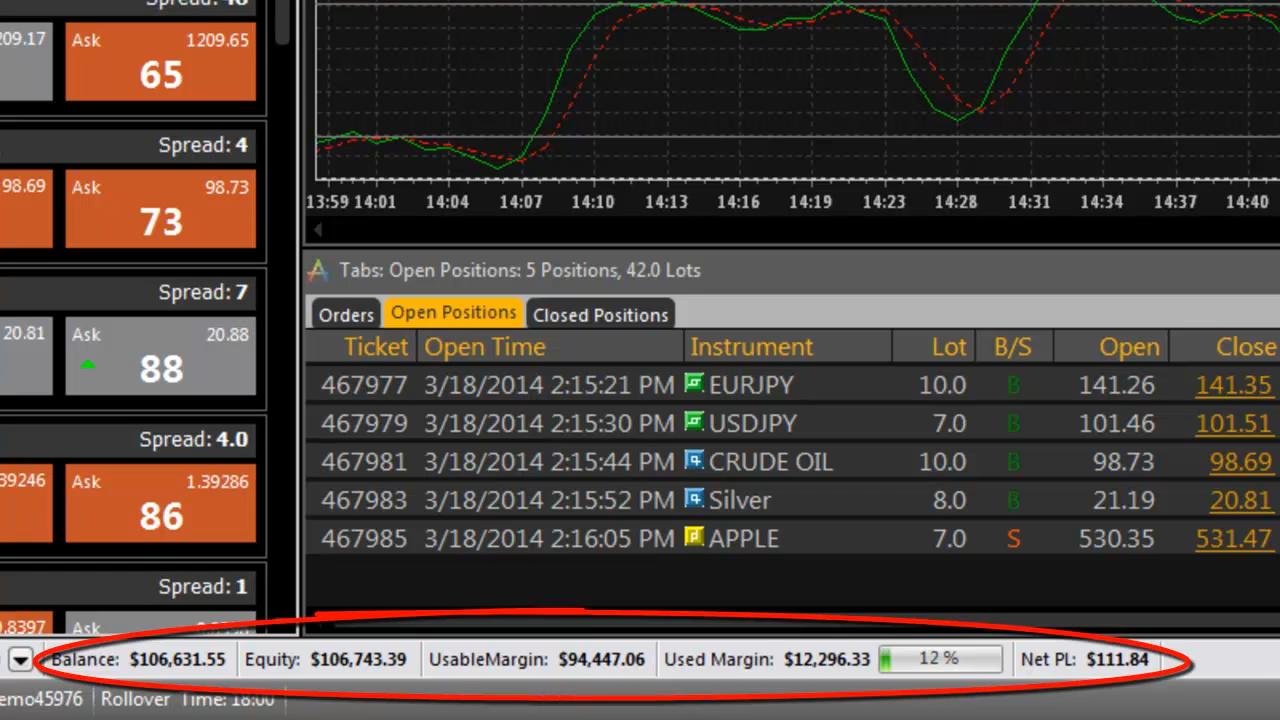 Spread:
209.17 Ask 1209.65
65
Spread: 4
98.69 Ask 98.73
73
Spread: 7
20.81 Ask 20.88
88
Spread: 4.0
39246 Ask 1.39286
86
Spread: 1
.8397 Ask
13:59 14:01 14:04 14:07 14:10 14:13 14:16 14:19 14:23 14:28 14:31 14:34 14:37 14:40
Tabs: Open Positions: 5 Positions, 42.0 Lots
Orders Open Positions Closed Positions
Ticket Open Time Instrument Lot B/S Open Close
467977 3/18/2014 2:15:21 PM EURJPY 10.0 B 141.26 141.35
467979 3/18/2014 2:15:30 PM USDJPY 7.0 B 101.46 101.51
467981 3/18/2014 2:15:44 PM CRUDE OIL 10.0 B 98.73 98.69
467983 3/18/2014 2:15:52 PM Silver 8.0 B 21.19 20.81
467985 3/18/2014 2:16:05 PM APPLE 7.0 S 530.35 531.47
Balance: $106,631.55 Equity: $106,743.39 UsableMargin: $94,447.06 Used Margin: $12,296.33 12 % Net PL: $111.84
emo45976 Rollover Time: 18:00